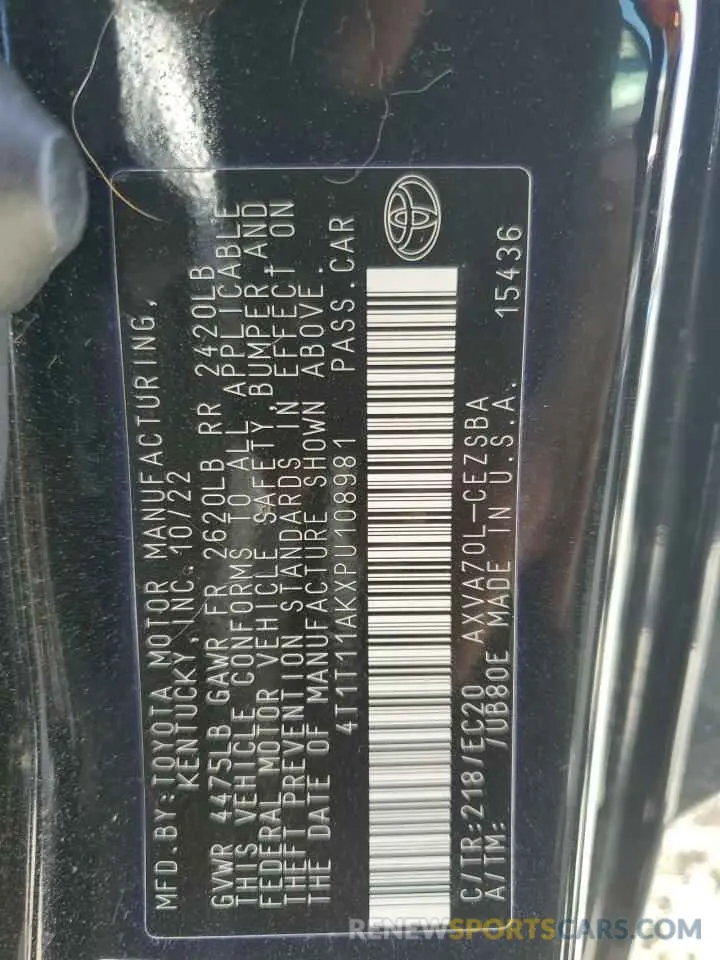 MFD.BY:TOYOTA MOTOR MANUFACTURING,
KENTUCKY,INC.10/22
GVWR 4475LB GAWR FR 2620LB RR 2420LB
THIS VEHICLE CONFORMS TO ALL APPLICABLE
FEDERAL MOTOR VEHICLE SAFETY,BUMPER,AND
THEFT PREVENTION STANDARDS IN EFFECT ON
THE DATE OF MANUFACTURE SHOWN ABOVE.
4T1T11AKXPU108981 PASS.CAR
C/TR:218/EC20 AXVA70L-CEZSBA
A/TM: /UB80E MADE IN U.S.A. 15436
RENEWSPORTSCARS.COM